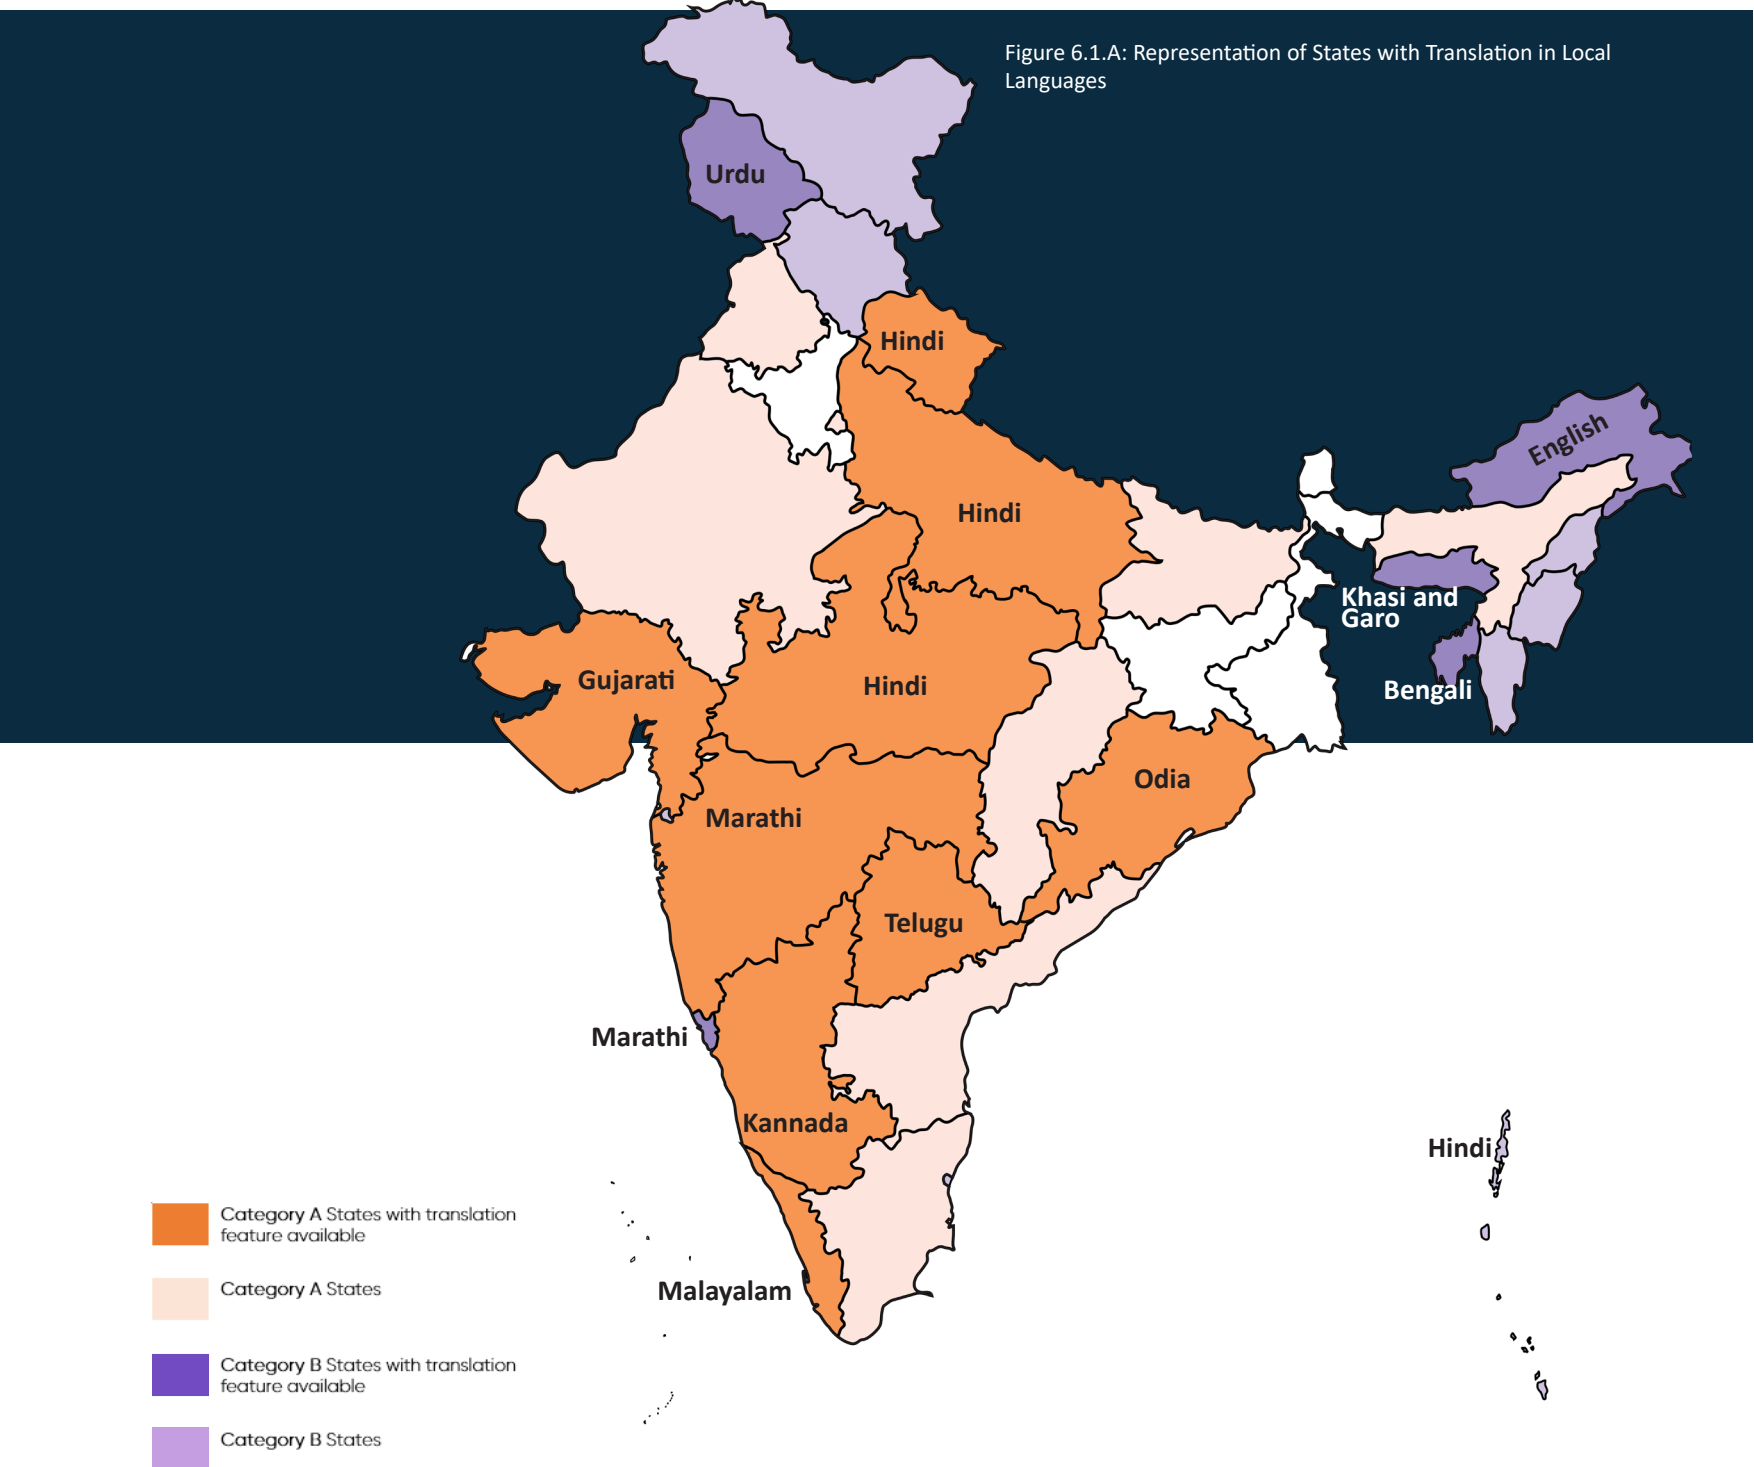 Figure 6.1.A: Representation of States with Translation in Local
Languages
Urdu
Hindi
English
Hindi
Khasi and
Garo
Gujarati
Hindi
Bengali
Odia
Marathi
Telugu
Marathi
Kannada
Hindi
Malayalam
Category A States with translation
feature available
Category A States
Category B States with translation
feature available
Category B States